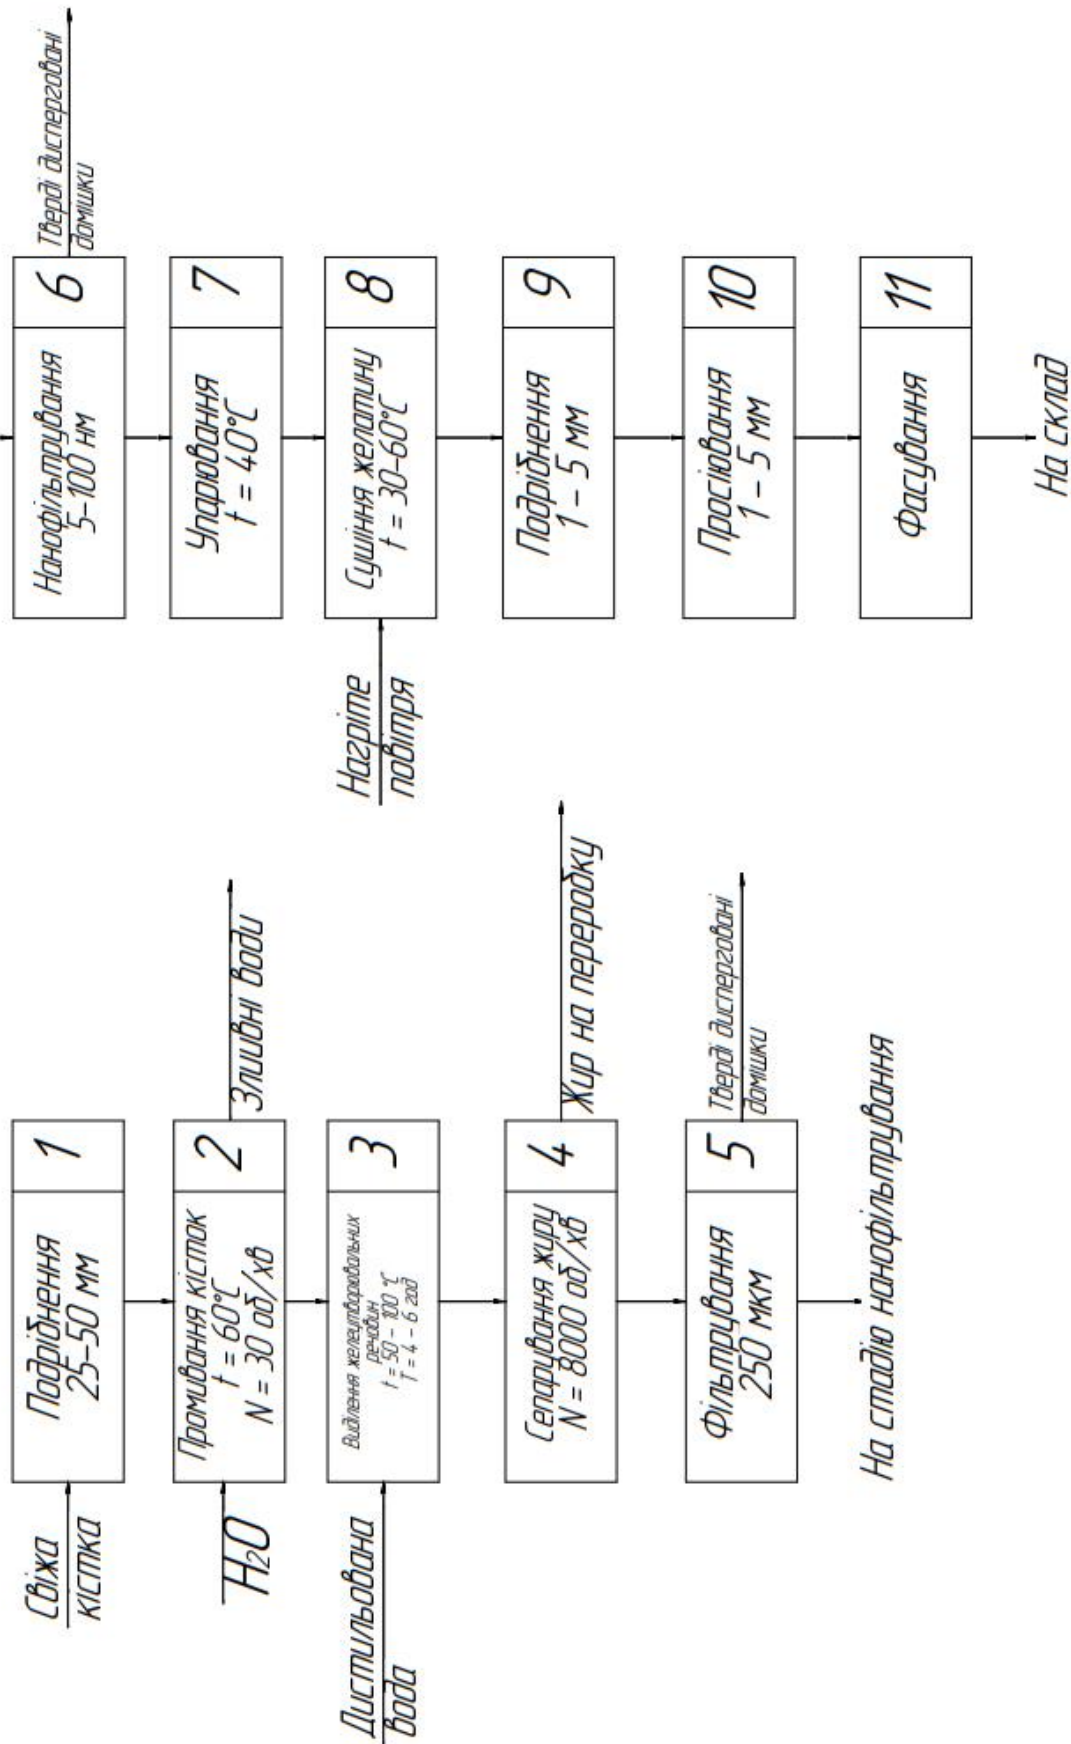 Свіжа
кістка
Подрібнення
25-50 мм
1
H₂O
Промивання кісток
t = 60°C
N = 30 об/хв
2
Зливні води
Дистильована
вода
Виділення желеутворювальних
речовин
t = 50 - 100 °C
T = 4 - 6 год
3
Сепарування жиру
N = 8000 об/хв
4
Жир на переробку
Фільтрування
250 мкм
5
Тверді дисперговані
домішки
На стадію нанофільтрування
Нанофільтрування
5-100 нм
6
Тверді дисперговані
домішки
Упарювання
t = 40°C
7
Нагріте
повітря
Сушіння желатину
t = 30-60°C
8
Подрібнення
1 - 5 мм
9
Просіювання
1 - 5 мм
10
Фасування
11
На склад